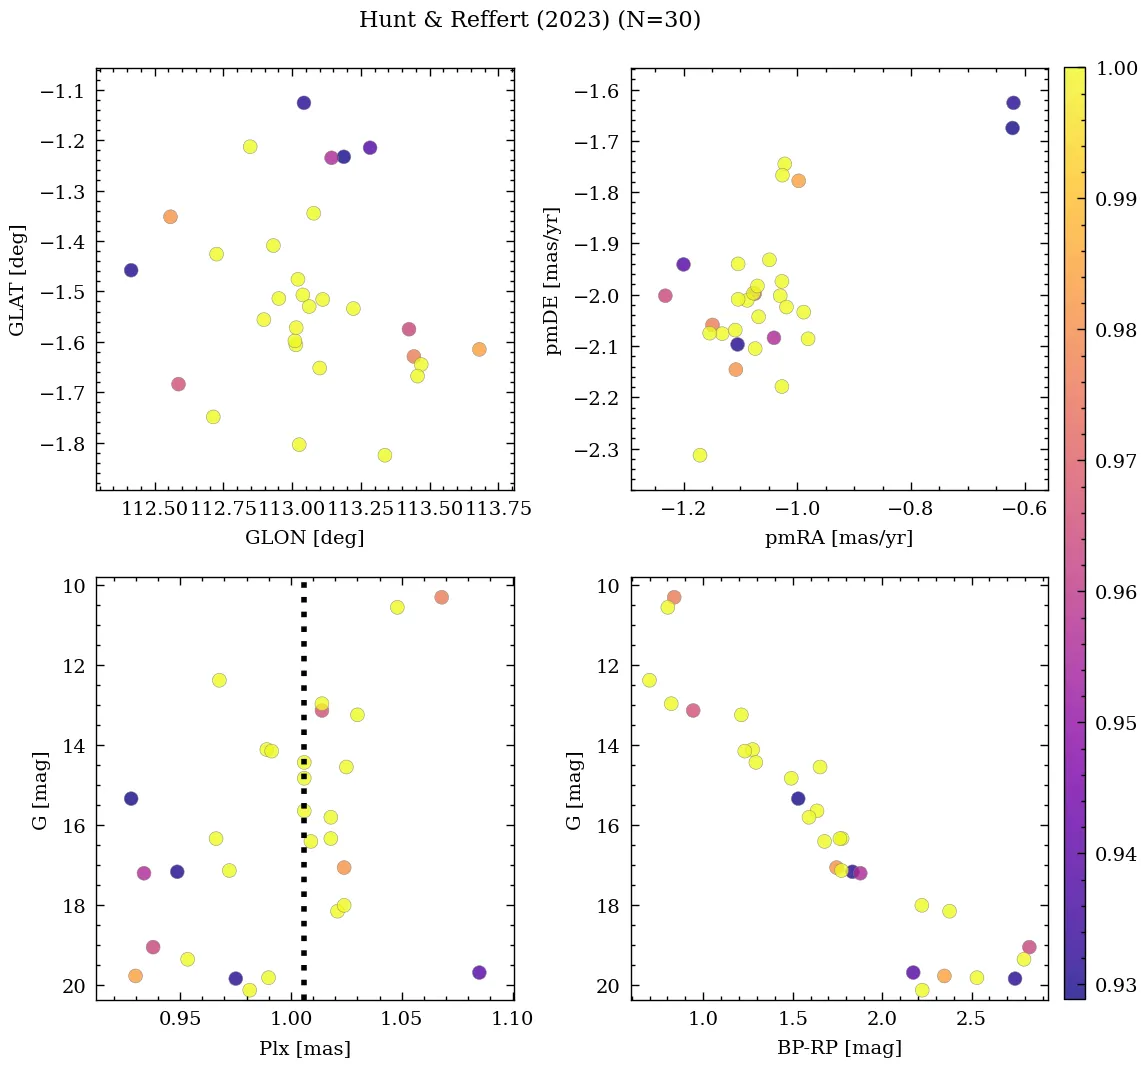 Hunt & Reffert (2023) (N=30)
GLAT [deg]
−1.1
−1.2
−1.3
−1.4
−1.5
−1.6
−1.7
−1.8
112.50 112.75 113.00 113.25 113.50 113.75
GLON [deg]
pmDE [mas/yr]
−1.6
−1.7
−1.8
−1.9
−2.0
−2.1
−2.2
−2.3
−1.2 −1.0 −0.8 −0.6
pmRA [mas/yr]
1.00
0.99
0.98
0.97
0.96
0.95
0.94
0.93
G [mag]
10
12
14
16
18
20
0.95 1.00 1.05 1.10
Plx [mas]
G [mag]
10
12
14
16
18
20
1.0 1.5 2.0 2.5
BP-RP [mag]